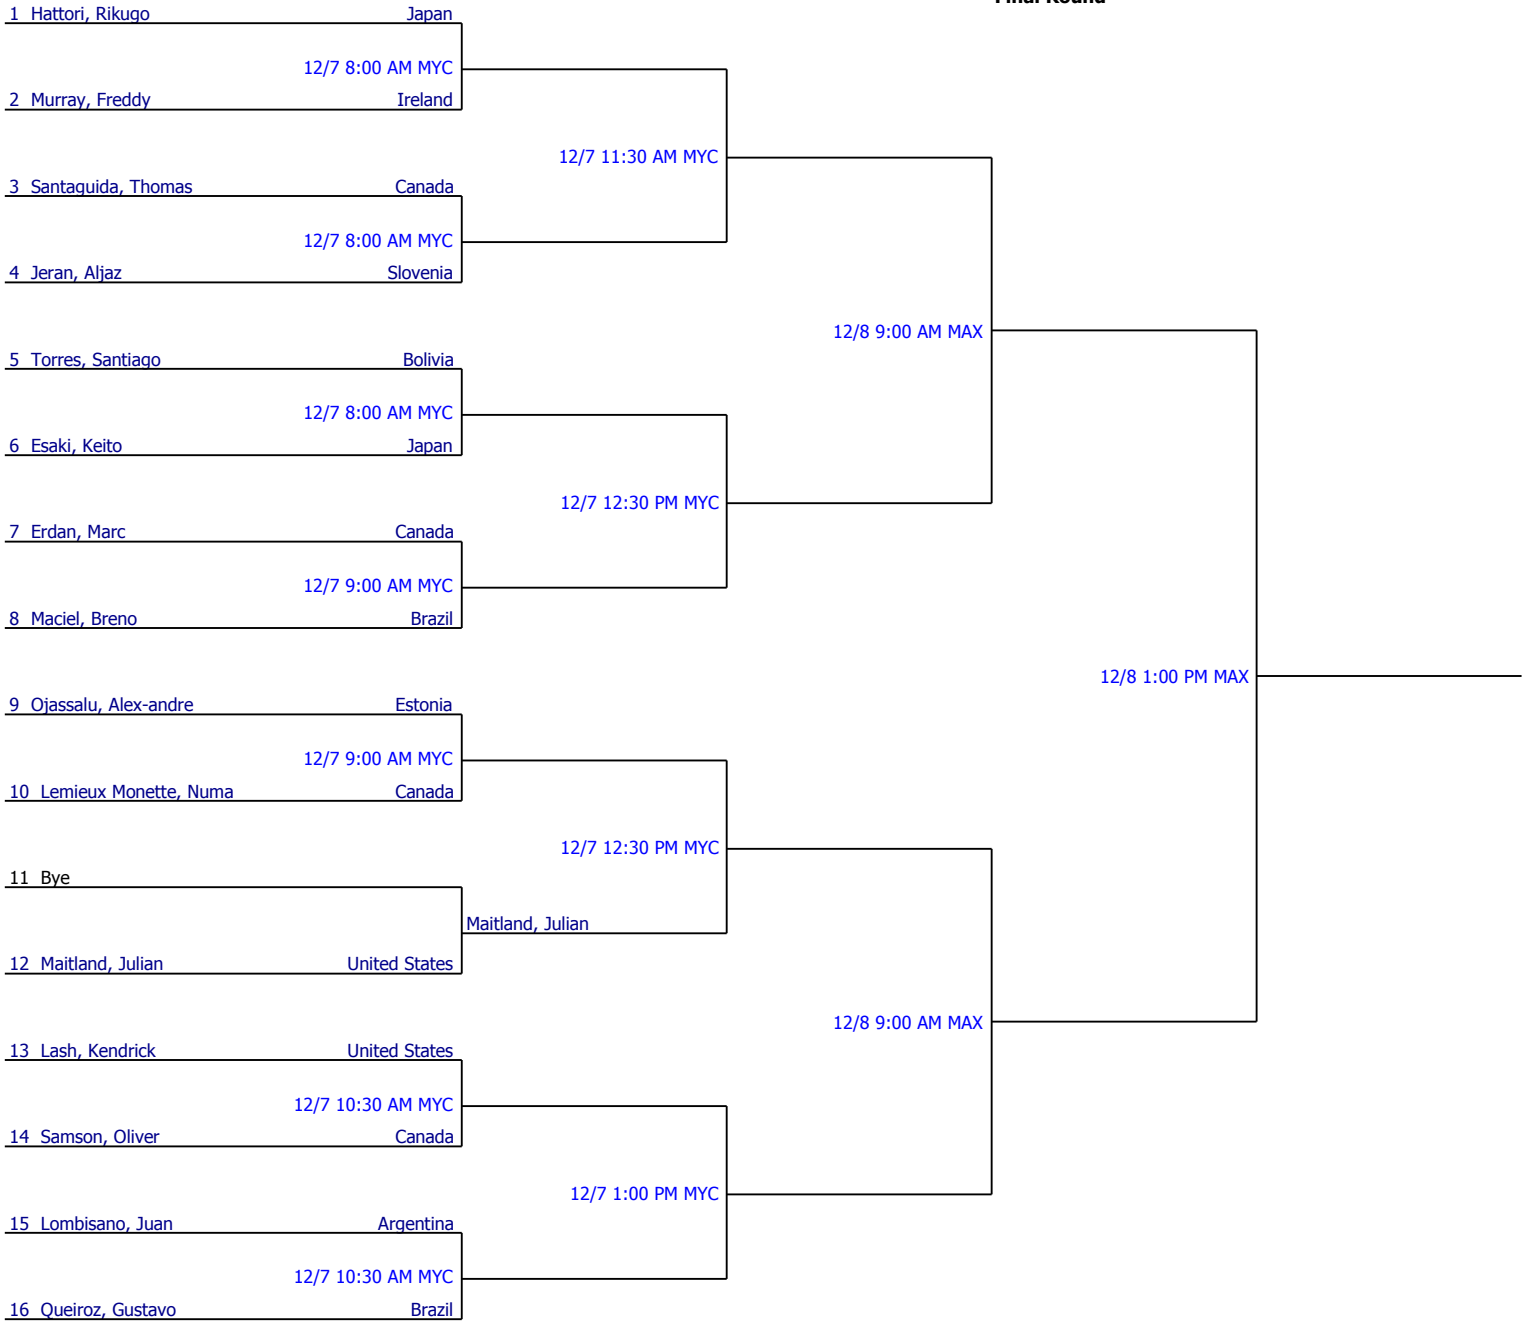 Final Round
1 Hattori, Rikugo Japan
12/7 8:00 AM MYC
2 Murray, Freddy Ireland
12/7 11:30 AM MYC
3 Santaguida, Thomas Canada
12/7 8:00 AM MYC
4 Jeran, Aljaz Slovenia
12/8 9:00 AM MAX
5 Torres, Santiago Bolivia
12/7 8:00 AM MYC
6 Esaki, Keito Japan
12/7 12:30 PM MYC
7 Erdan, Marc Canada
12/7 9:00 AM MYC
8 Maciel, Breno Brazil
12/8 1:00 PM MAX
9 Ojassalu, Alex-andre Estonia
12/7 9:00 AM MYC
10 Lemieux Monette, Numa Canada
12/7 12:30 PM MYC
11 Bye
Maitland, Julian
12 Maitland, Julian United States
12/8 9:00 AM MAX
13 Lash, Kendrick United States
12/7 10:30 AM MYC
14 Samson, Oliver Canada
12/7 1:00 PM MYC
15 Lombisano, Juan Argentina
12/7 10:30 AM MYC
16 Queiroz, Gustavo Brazil